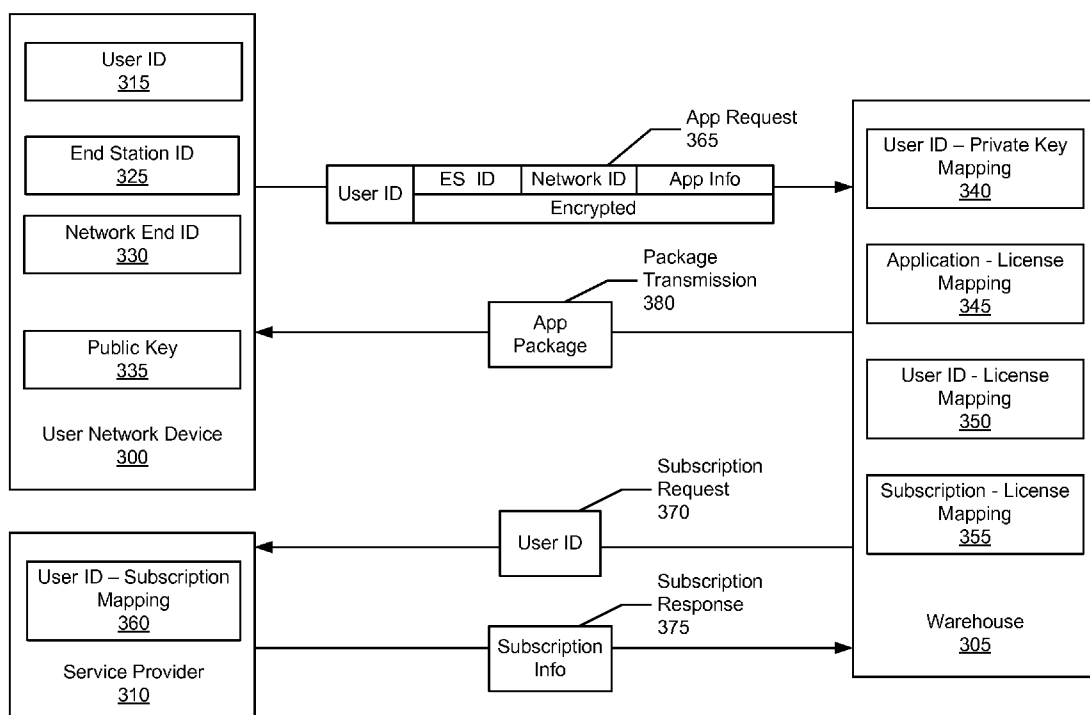 User ID
315
End Station ID
325
Network End ID
330
Public Key
335
User Network Device
300
App Request
365
User ID
ES ID
Network ID
App Info
Encrypted
Package
Transmission
380
App
Package
User ID – Private Key
Mapping
340
Application - License
Mapping
345
User ID - License
Mapping
350
Subscription - License
Mapping
355
Warehouse
305
Subscription
Request
370
User ID
Subscription
Response
375
Subscription
Info
User ID – Subscription
Mapping
360
Service Provider
310